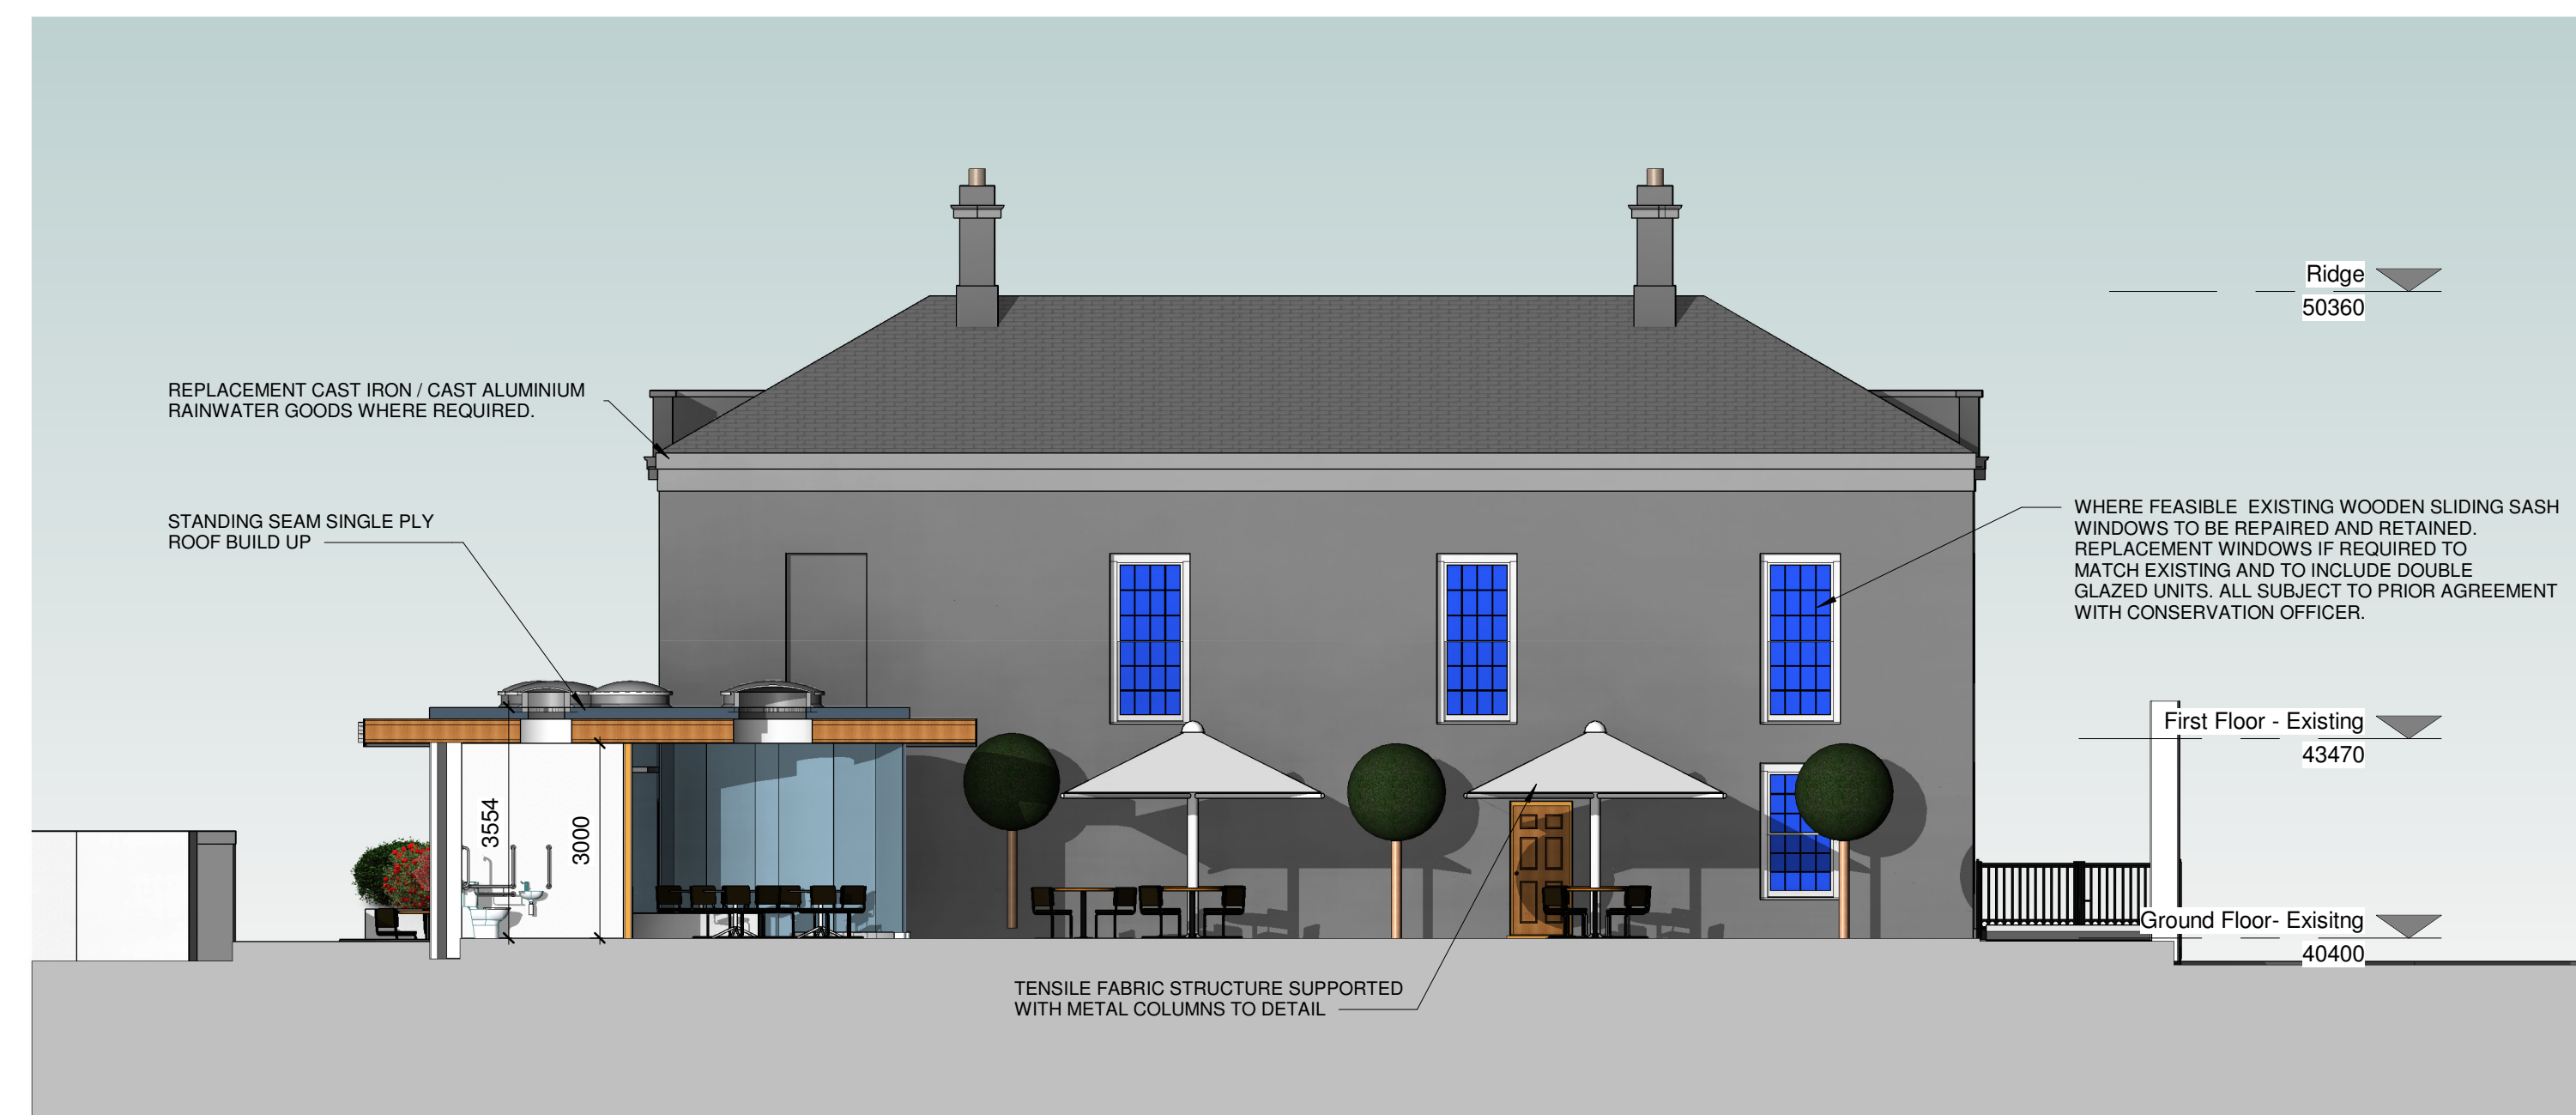 Ridge
50360
REPLACEMENT CAST IRON / CAST ALUMINIUM
RAINWATER GOODS WHERE REQUIRED.
STANDING SEAM SINGLE PLY
ROOF BUILD UP
WHERE FEASIBLE EXISTING WOODEN SLIDING SASH
WINDOWS TO BE REPAIRED AND RETAINED.
REPLACEMENT WINDOWS IF REQUIRED TO
MATCH EXISTING AND TO INCLUDE DOUBLE
GLAZED UNITS. ALL SUBJECT TO PRIOR AGREEMENT
WITH CONSERVATION OFFICER.
First Floor - Existing
43470
3554
3000
Ground Floor- Exisitng
40400
TENSILE FABRIC STRUCTURE SUPPORTED
WITH METAL COLUMNS TO DETAIL